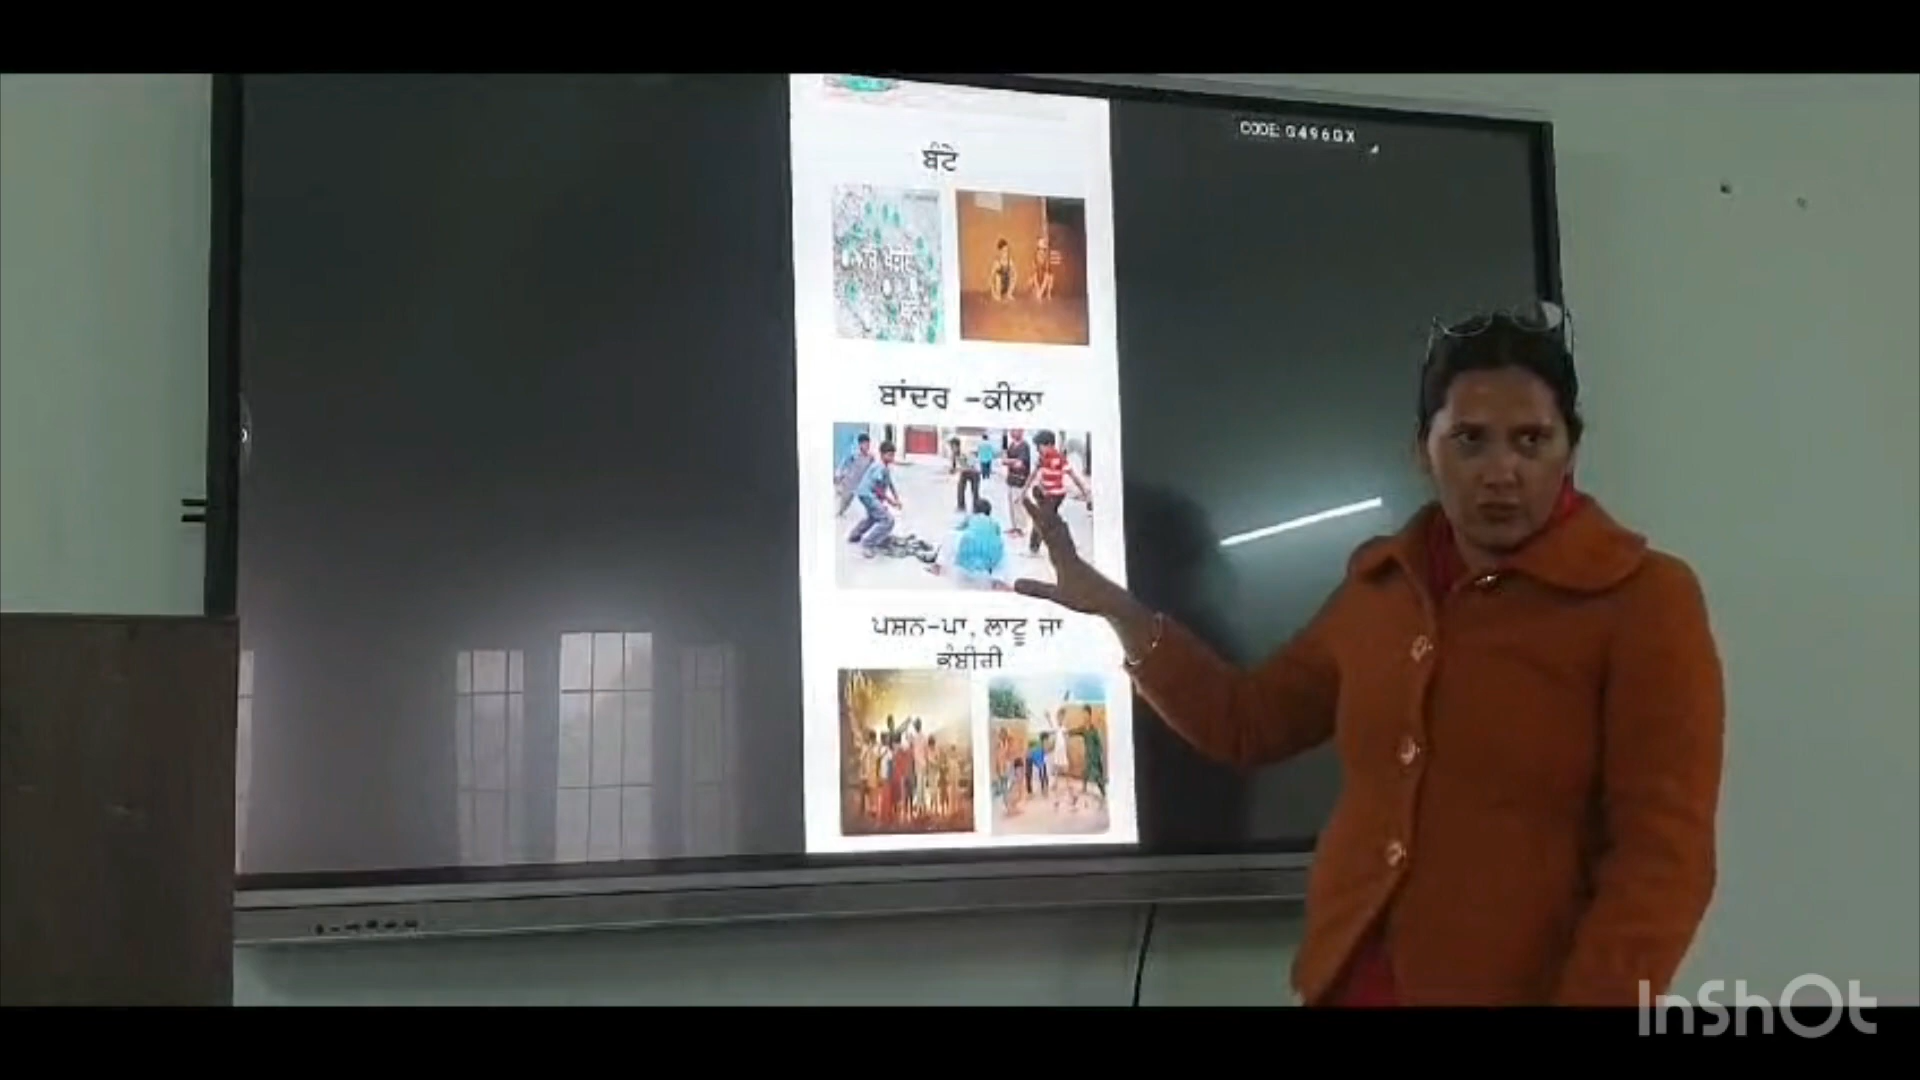 CODE: G496GX
ਬੰਟੇ
ਬਾਂਦਰ -ਕੀਲਾ
ਪਸ਼ਨ-ਪਾ, ਲਾਟੂ ਜਾ
ਭੰਬੀਰੀ
InShOt